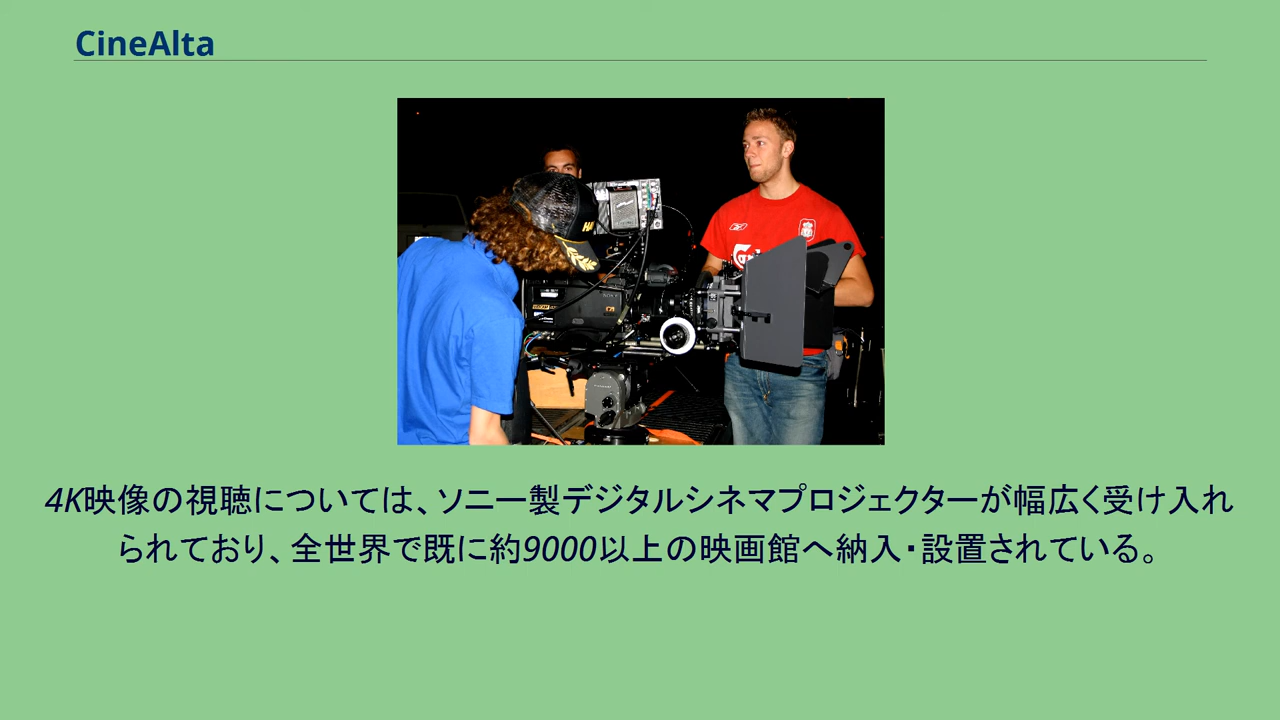 CineAlta
4K映像の視聴については、ソニー製デジタルシネマプロジェクターが幅広く受け入れ
られており、全世界で既に約9000以上の映画館へ納入・設置されている。